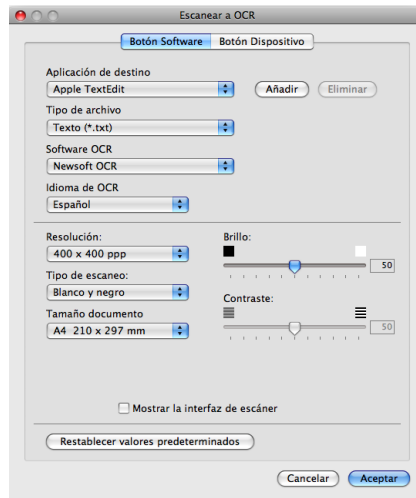 Escanear a OCR
Botón Software Botón Dispositivo
Aplicación de destino
Apple TextEdit Añadir Eliminar
Tipo de archivo
Texto (*.txt)
Software OCR
Newsoft OCR
Idioma de OCR
Español
Resolución: Brillo:
400 x 400 ppp 50
Tipo de escaneo:
Blanco y negro Contraste:
Tamaño documento
A4 210 x 297 mm 50
Mostrar la interfaz de escáner
Restablecer valores predeterminados
Cancelar Aceptar